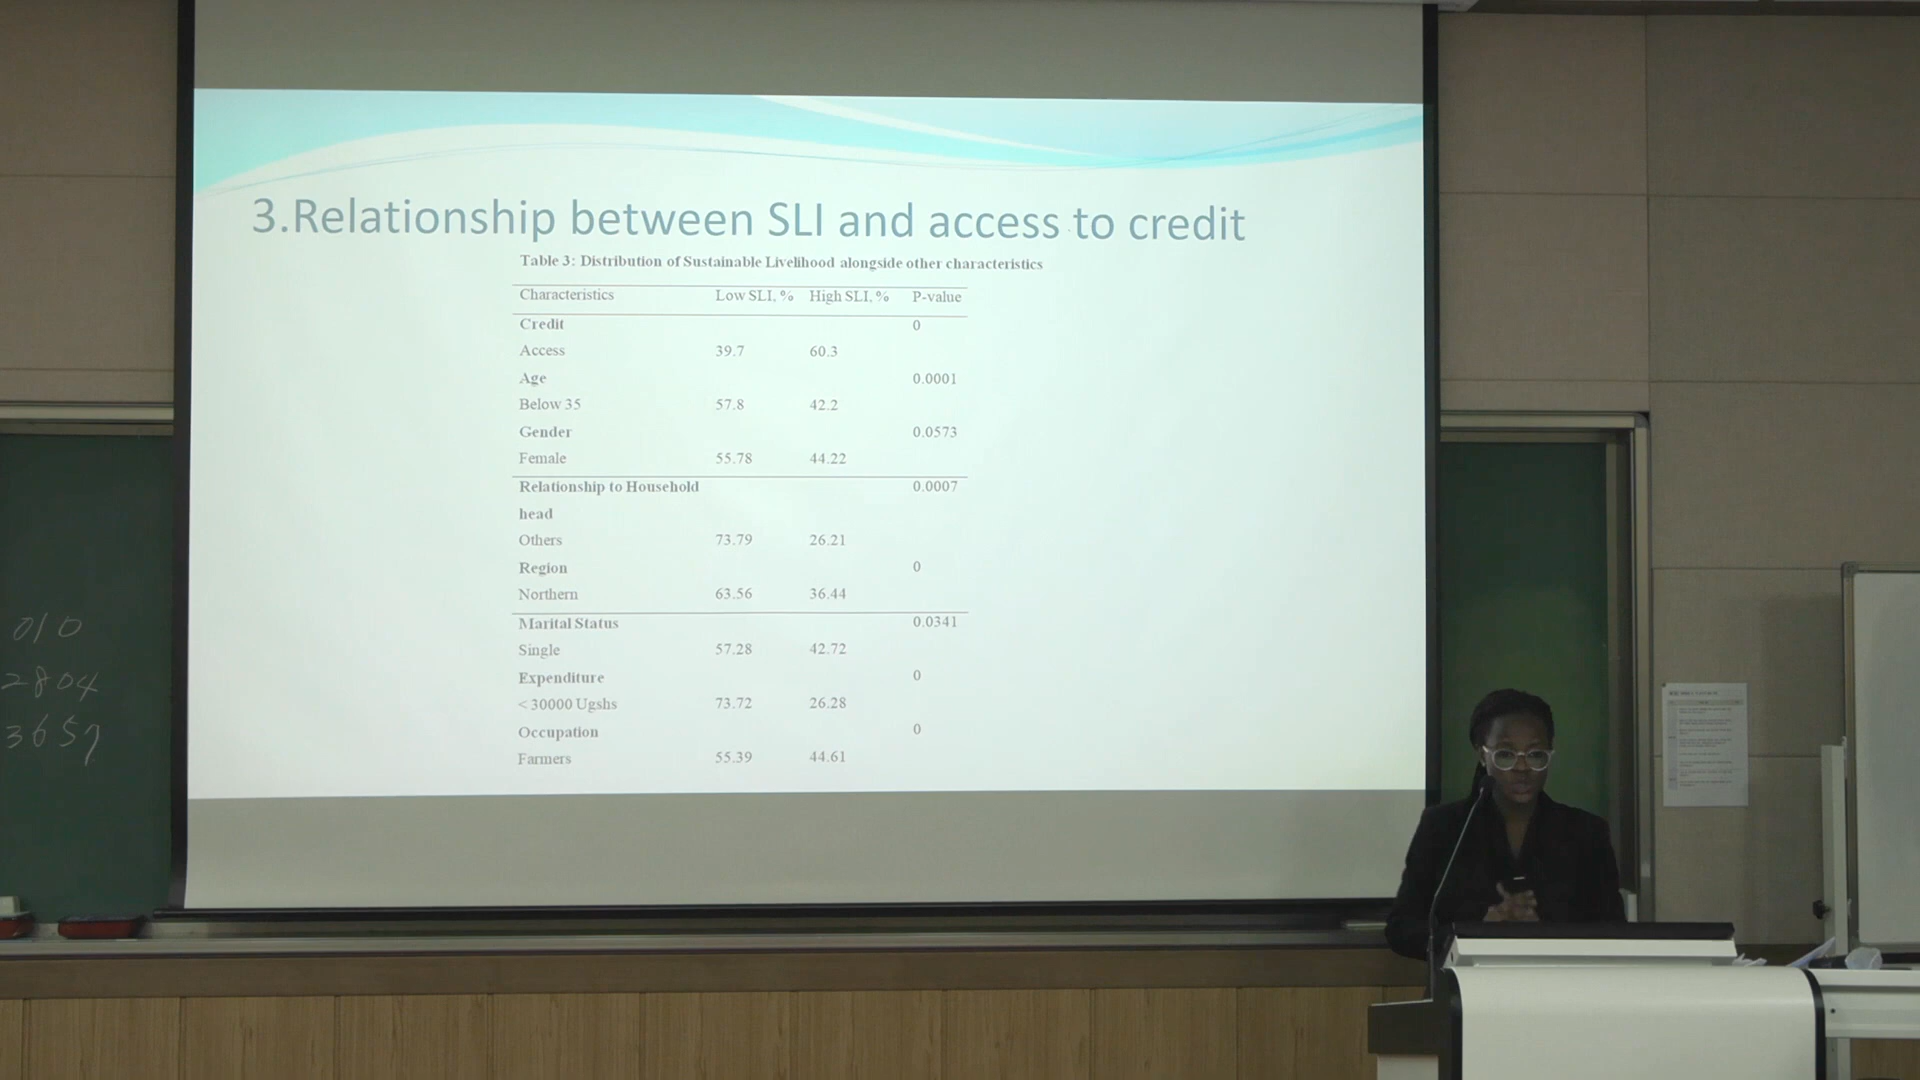 3.Relationship between SLI and access to credit
Table 3: Distribution of Sustainable Livelihood alongside other characteristics
Characteristics Low SLI, % High SLI, % P-value
Credit 0
Access 39.7 60.3
Age 0.0001
Below 35 57.8 42.2
Gender 0.0573
Female 55.78 44.22
Relationship to Household 0.0007
head
Others 73.79 26.21
Region 0
Northern 63.56 36.44
Marital Status 0.0341
Single 57.28 42.72
Expenditure 0
< 30000 Ugshs 73.72 26.28
Occupation 0
Farmers 55.39 44.61
010
2804
3657